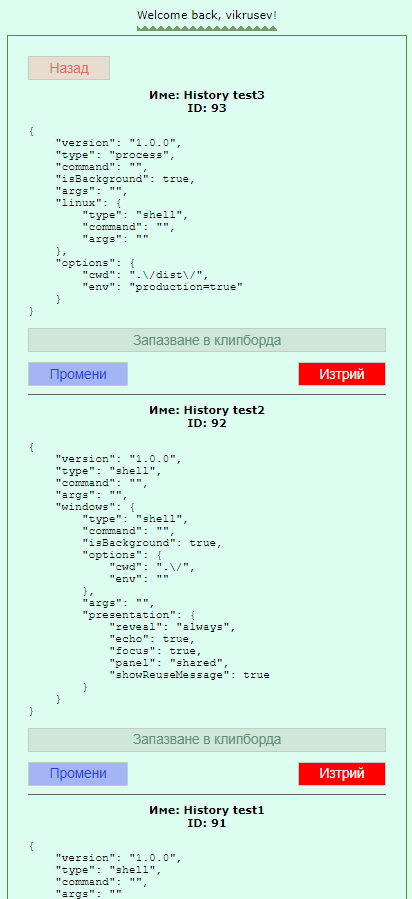 Welcome back, vikrusev!
Назад
Име: History test3
ID: 93
{
    "version": "1.0.0",
    "type": "process",
    "command": "",
    "isBackground": true,
    "args": "",
    "linux": {
        "type": "shell",
        "command": "",
        "args": ""
    },
    "options": {
        "cwd": ".\/dist\/",
        "env": "production=true"
    }
}
Запазване в клипборда
Промени Изтрий
Име: History test2
ID: 92
{
    "version": "1.0.0",
    "type": "shell",
    "command": "",
    "args": "",
    "windows": {
        "type": "shell",
        "command": "",
        "isBackground": true,
        "options": {
            "cwd": ".\/",
            "env": ""
        },
        "args": "",
        "presentation": {
            "reveal": "always",
            "echo": true,
            "focus": true,
            "panel": "shared",
            "showReuseMessage": true
        }
    }
}
Запазване в клипборда
Промени Изтрий
Име: History test1
ID: 91
{
    "version": "1.0.0",
    "type": "shell",
    "command": "",
    "args": ""